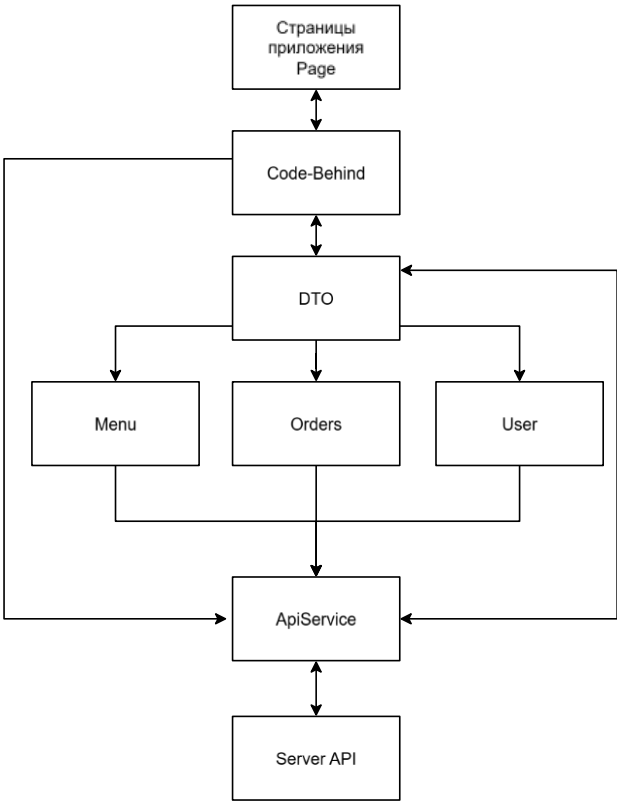 Страницы
приложения
Page
Code-Behind
DTO
Menu
Orders
User
ApiService
Server API